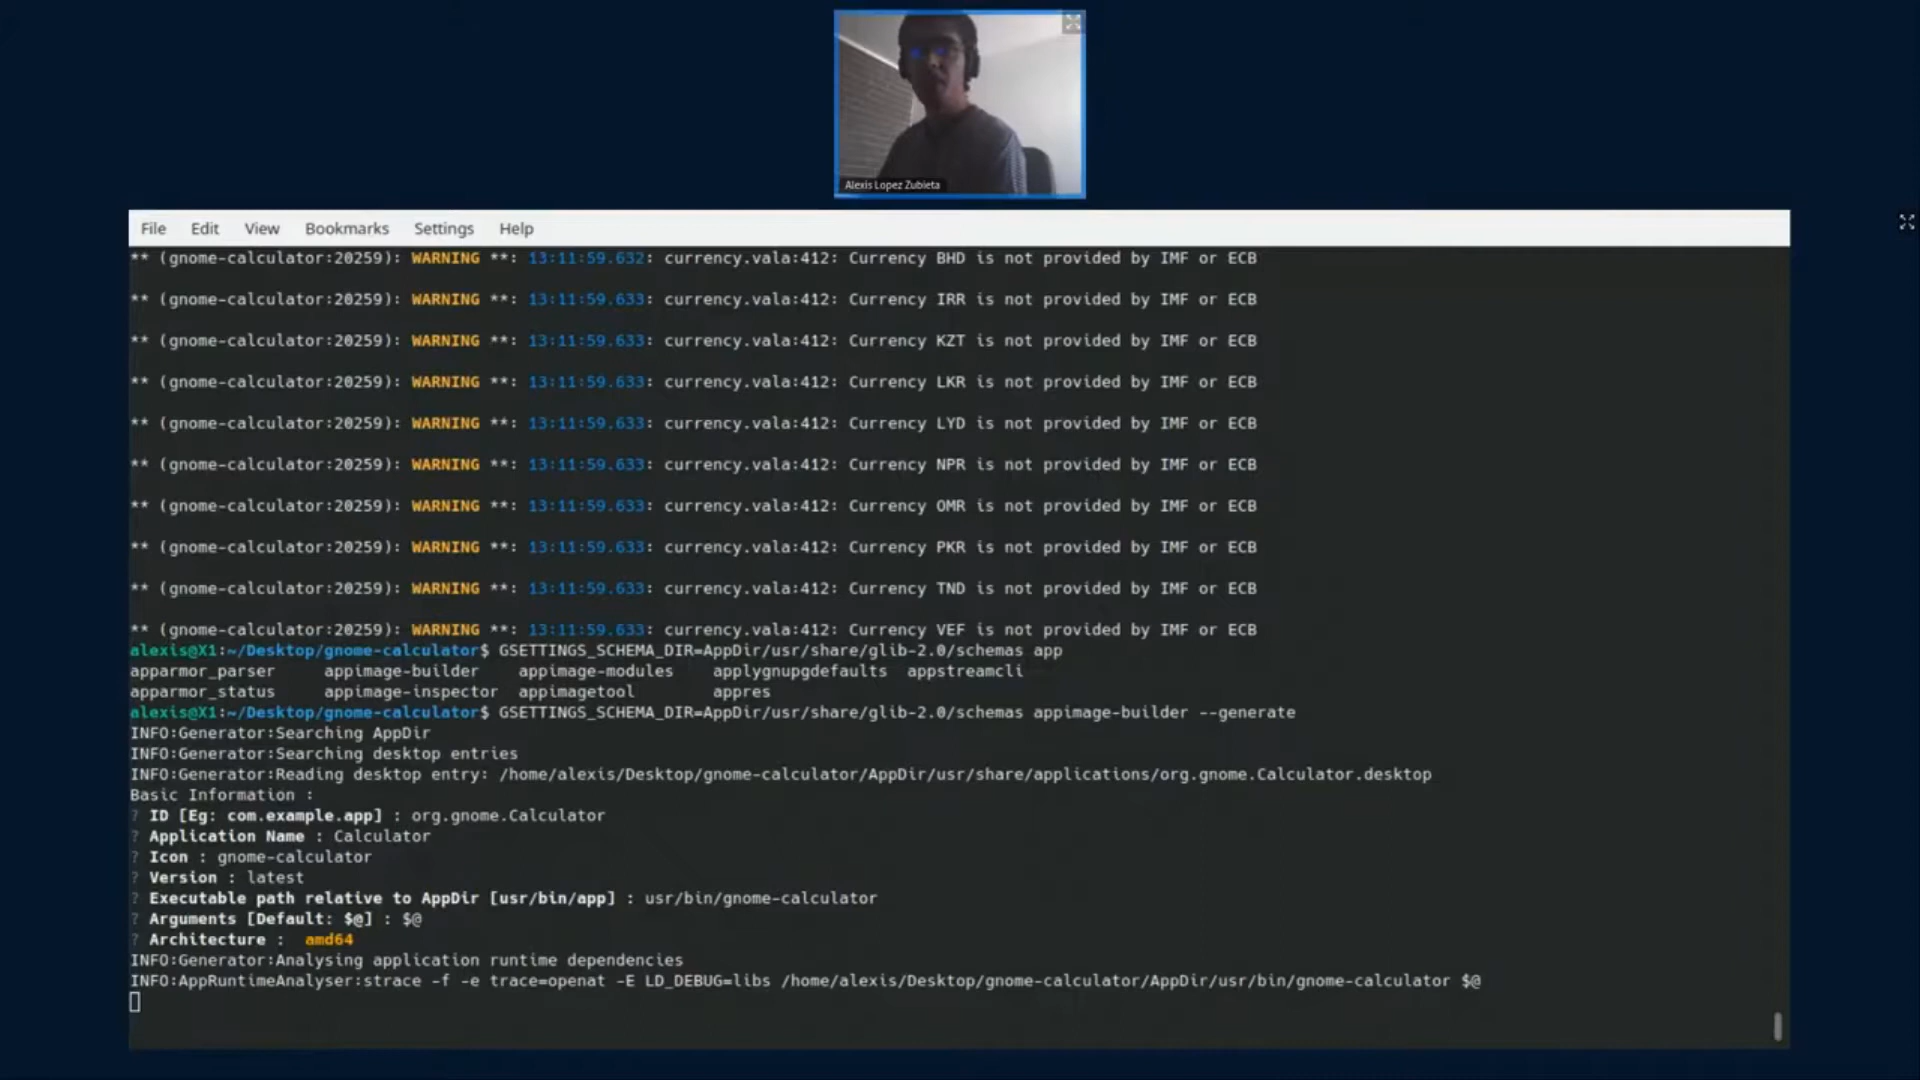 Alexis Lopez Zubieta
File Edit View Bookmarks Settings Help
** (gnome-calculator:20259): WARNING **: 13:11:59.632: currency.vala:412: Currency BHD is not provided by IMF or ECB
** (gnome-calculator:20259): WARNING **: 13:11:59.633: currency.vala:412: Currency IRR is not provided by IMF or ECB
** (gnome-calculator:20259): WARNING **: 13:11:59.633: currency.vala:412: Currency KZT is not provided by IMF or ECB
** (gnome-calculator:20259): WARNING **: 13:11:59.633: currency.vala:412: Currency LKR is not provided by IMF or ECB
** (gnome-calculator:20259): WARNING **: 13:11:59.633: currency.vala:412: Currency LYD is not provided by IMF or ECB
** (gnome-calculator:20259): WARNING **: 13:11:59.633: currency.vala:412: Currency NPR is not provided by IMF or ECB
** (gnome-calculator:20259): WARNING **: 13:11:59.633: currency.vala:412: Currency OMR is not provided by IMF or ECB
** (gnome-calculator:20259): WARNING **: 13:11:59.633: currency.vala:412: Currency PKR is not provided by IMF or ECB
** (gnome-calculator:20259): WARNING **: 13:11:59.633: currency.vala:412: Currency TND is not provided by IMF or ECB
** (gnome-calculator:20259): WARNING **: 13:11:59.633: currency.vala:412: Currency VEF is not provided by IMF or ECB
alexis@X1:~/Desktop/gnome-calculator$ GSETTINGS_SCHEMA_DIR=AppDir/usr/share/glib-2.0/schemas app
apparmor_parser appimage-builder appimage-modules applygnupgdefaults appstreamcli
apparmor_status appimage-inspector appimagetool appres
alexis@X1:~/Desktop/gnome-calculator$ GSETTINGS_SCHEMA_DIR=AppDir/usr/share/glib-2.0/schemas appimage-builder --generate
INFO:Generator:Searching AppDir
INFO:Generator:Searching desktop entries
INFO:Generator:Reading desktop entry: /home/alexis/Desktop/gnome-calculator/AppDir/usr/share/applications/org.gnome.Calculator.desktop
Basic Information :
? ID [Eg: com.example.app] : org.gnome.Calculator
? Application Name : Calculator
? Icon : gnome-calculator
? Version : latest
? Executable path relative to AppDir [usr/bin/app] : usr/bin/gnome-calculator
? Arguments [Default: $@] : $@
? Architecture : amd64
INFO:Generator:Analysing application runtime dependencies
INFO:AppRuntimeAnalyser:strace -f -e trace=openat -E LD_DEBUG=libs /home/alexis/Desktop/gnome-calculator/AppDir/usr/bin/gnome-calculator $@